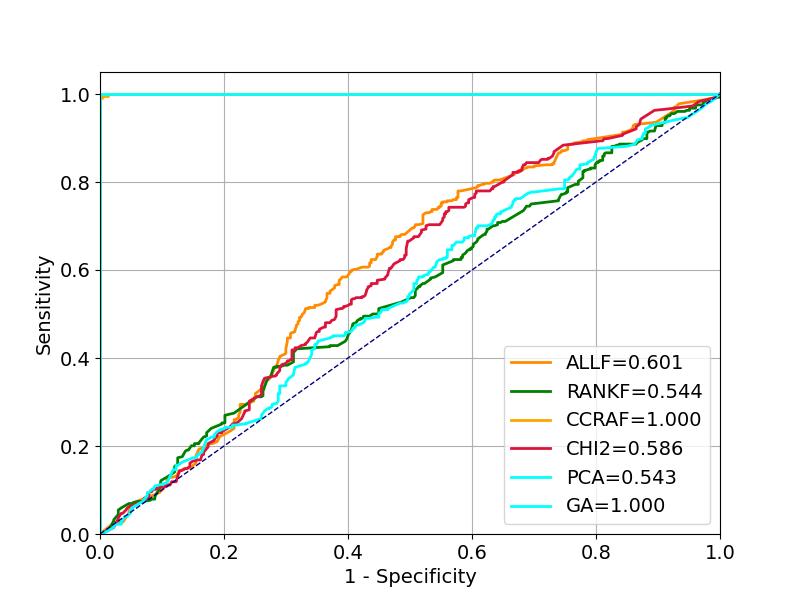 1.0
0.8
0.6
0.4
0.2
0.0
Sensitivity
ALLF=0.601
RANKF=0.544
CCRAF=1.000
CHI2=0.586
PCA=0.543
GA=1.000
0.0 0.2 0.4 0.6 0.8 1.0
1 - Specificity